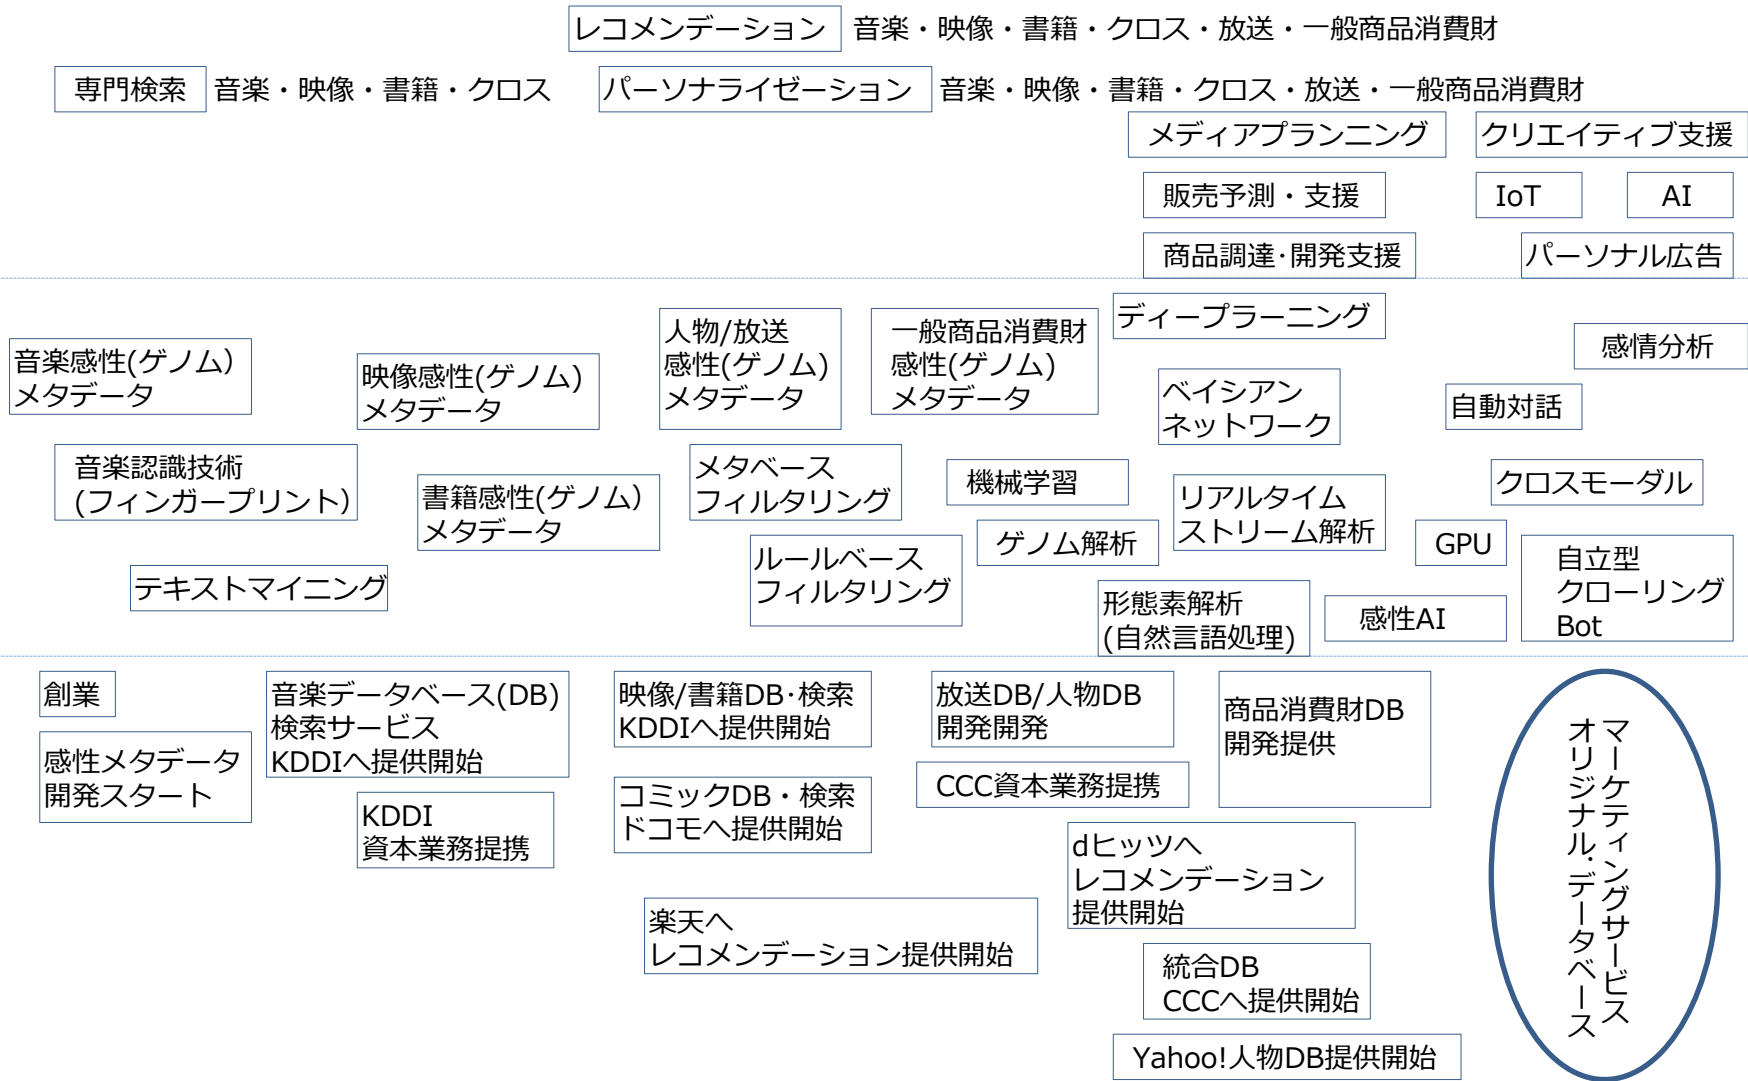 レコメンデーション 音楽・映像・書籍・クロス・放送・一般商品消費財
専門検索 音楽・映像・書籍・クロス
パーソナライゼーション 音楽・映像・書籍・クロス・放送・一般商品消費財
メディアプランニング
クリエイティブ支援
販売予測・支援
IoT
AI
商品調達・開発支援
パーソナル広告
音楽感性(ゲノム)
メタデータ
映像感性(ゲノム)
メタデータ
人物/放送
感性(ゲノム)
メタデータ
一般商品消費財
感性(ゲノム)
メタデータ
ディープラーニング
感情分析
ベイシアン
ネットワーク
自動対話
音楽認識技術
(フィンガープリント)
書籍感性(ゲノム)
メタデータ
メタベース
フィルタリング
機械学習
リアルタイム
ストリーム解析
クロスモーダル
ルールベース
フィルタリング
ゲノム解析
GPU
自立型
クローリング
Bot
テキストマイニング
形態素解析
(自然言語処理)
感性AI
創業
感性メタデータ
開発スタート
音楽データベース(DB)
検索サービス
KDDIへ提供開始
KDDI
資本業務提携
映像/書籍DB・検索
KDDIへ提供開始
コミックDB・検索
ドコモへ提供開始
楽天へ
レコメンデーション提供開始
放送DB/人物DB
開発開発
CCC資本業務提携
商品消費財DB
開発提供
dヒッツへ
レコメンデーション
提供開始
統合DB
CCCへ提供開始
Yahoo!人物DB提供開始
マーケティングサービス
オリジナル・データベース